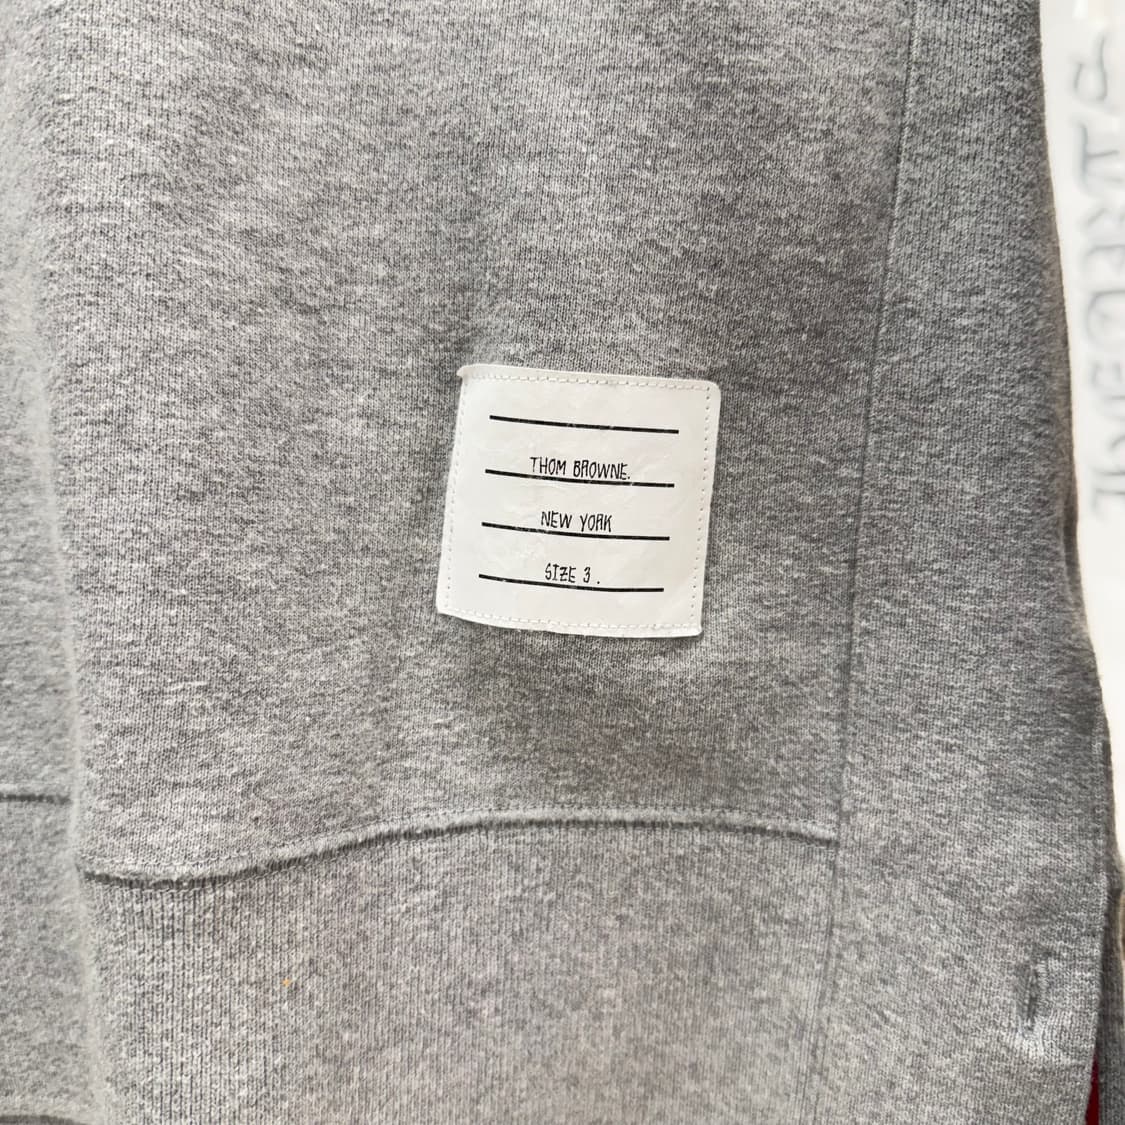 THOM BROWNE.
NEW YORK
SIZE 3 .